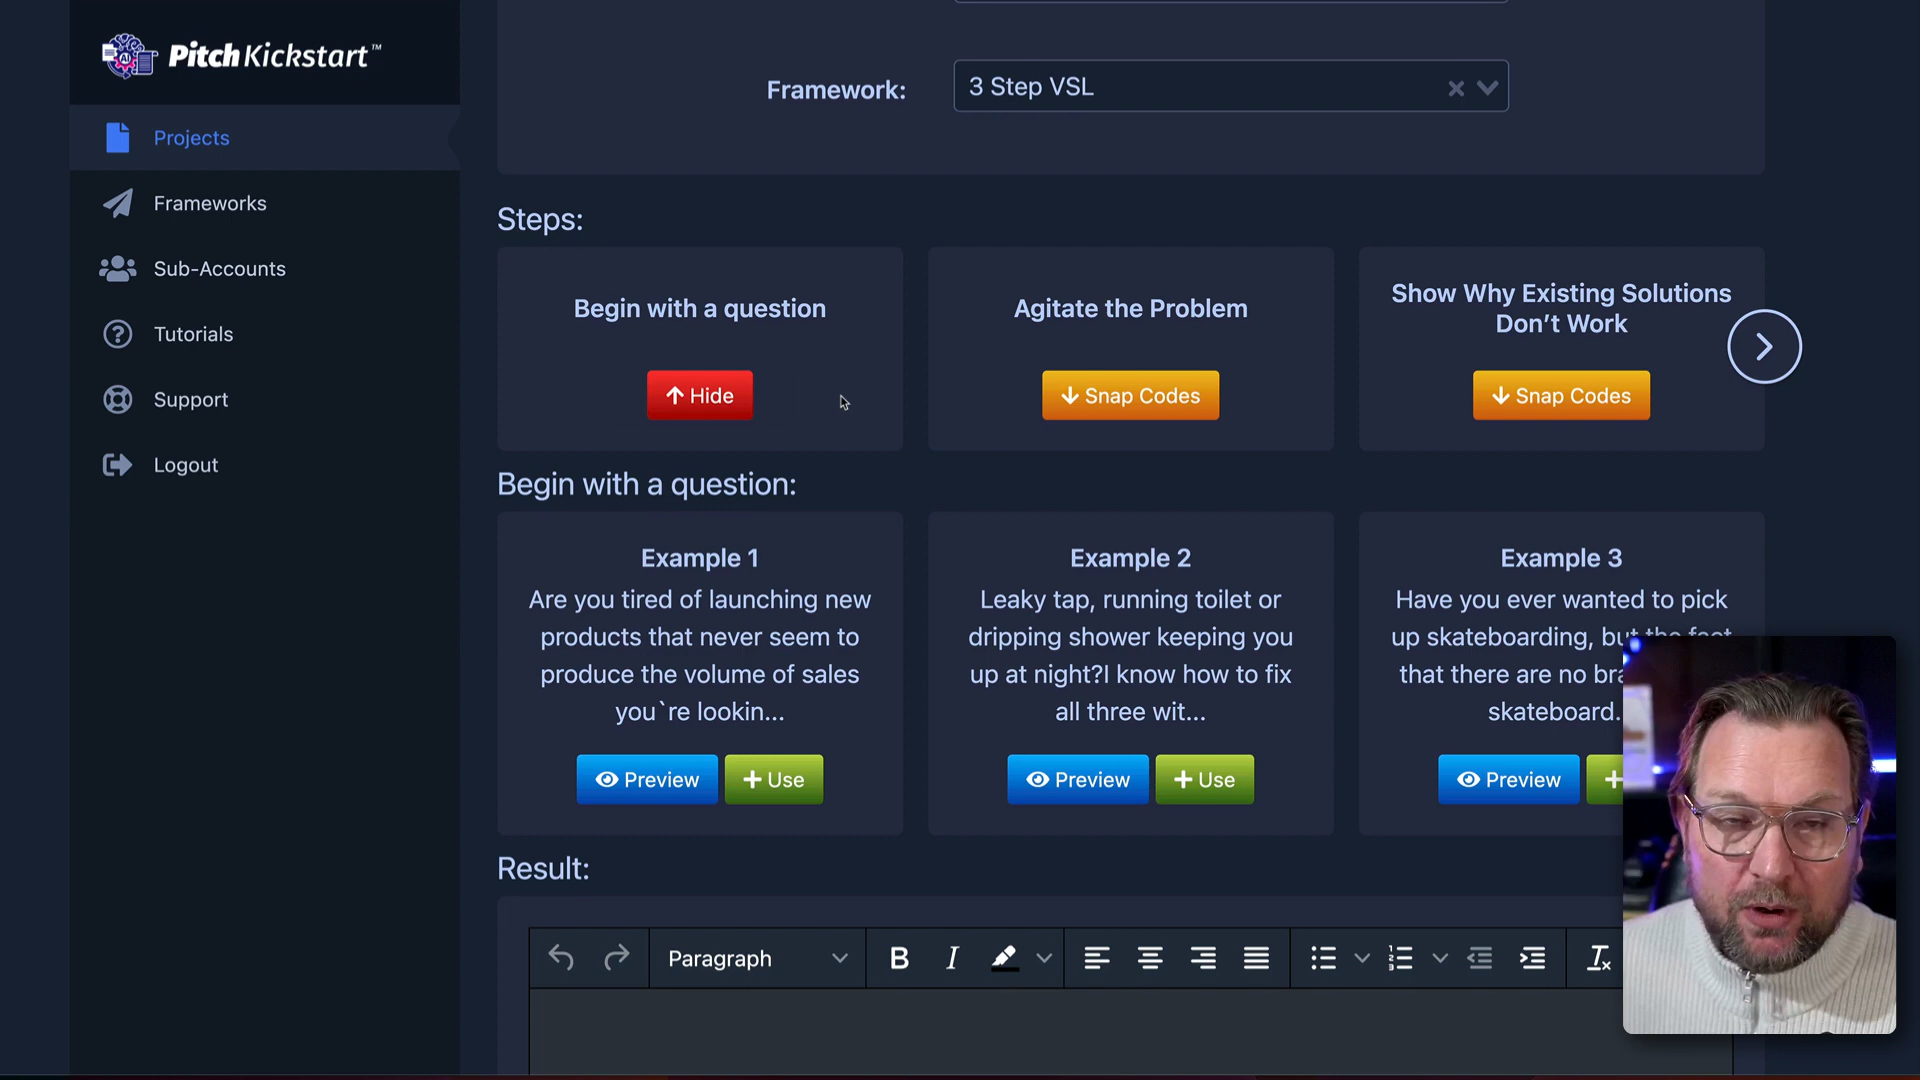 PitchKickstart™
Projects
Frameworks
Sub-Accounts
Tutorials
Support
Logout
Framework:
3 Step VSL
Steps:
Begin with a question
Hide
Agitate the Problem
Snap Codes
Show Why Existing Solutions
Don’t Work
Snap Codes
Begin with a question:
Example 1
Are you tired of launching new
products that never seem to
produce the volume of sales
you`re lookin...
Preview
Use
Example 2
Leaky tap, running toilet or
dripping shower keeping you
up at night?I know how to fix
all three wit...
Preview
Use
Example 3
Have you ever wanted to pick
up skateboarding, but the fact
that there are no
skateboard.
Preview
Result:
Paragraph